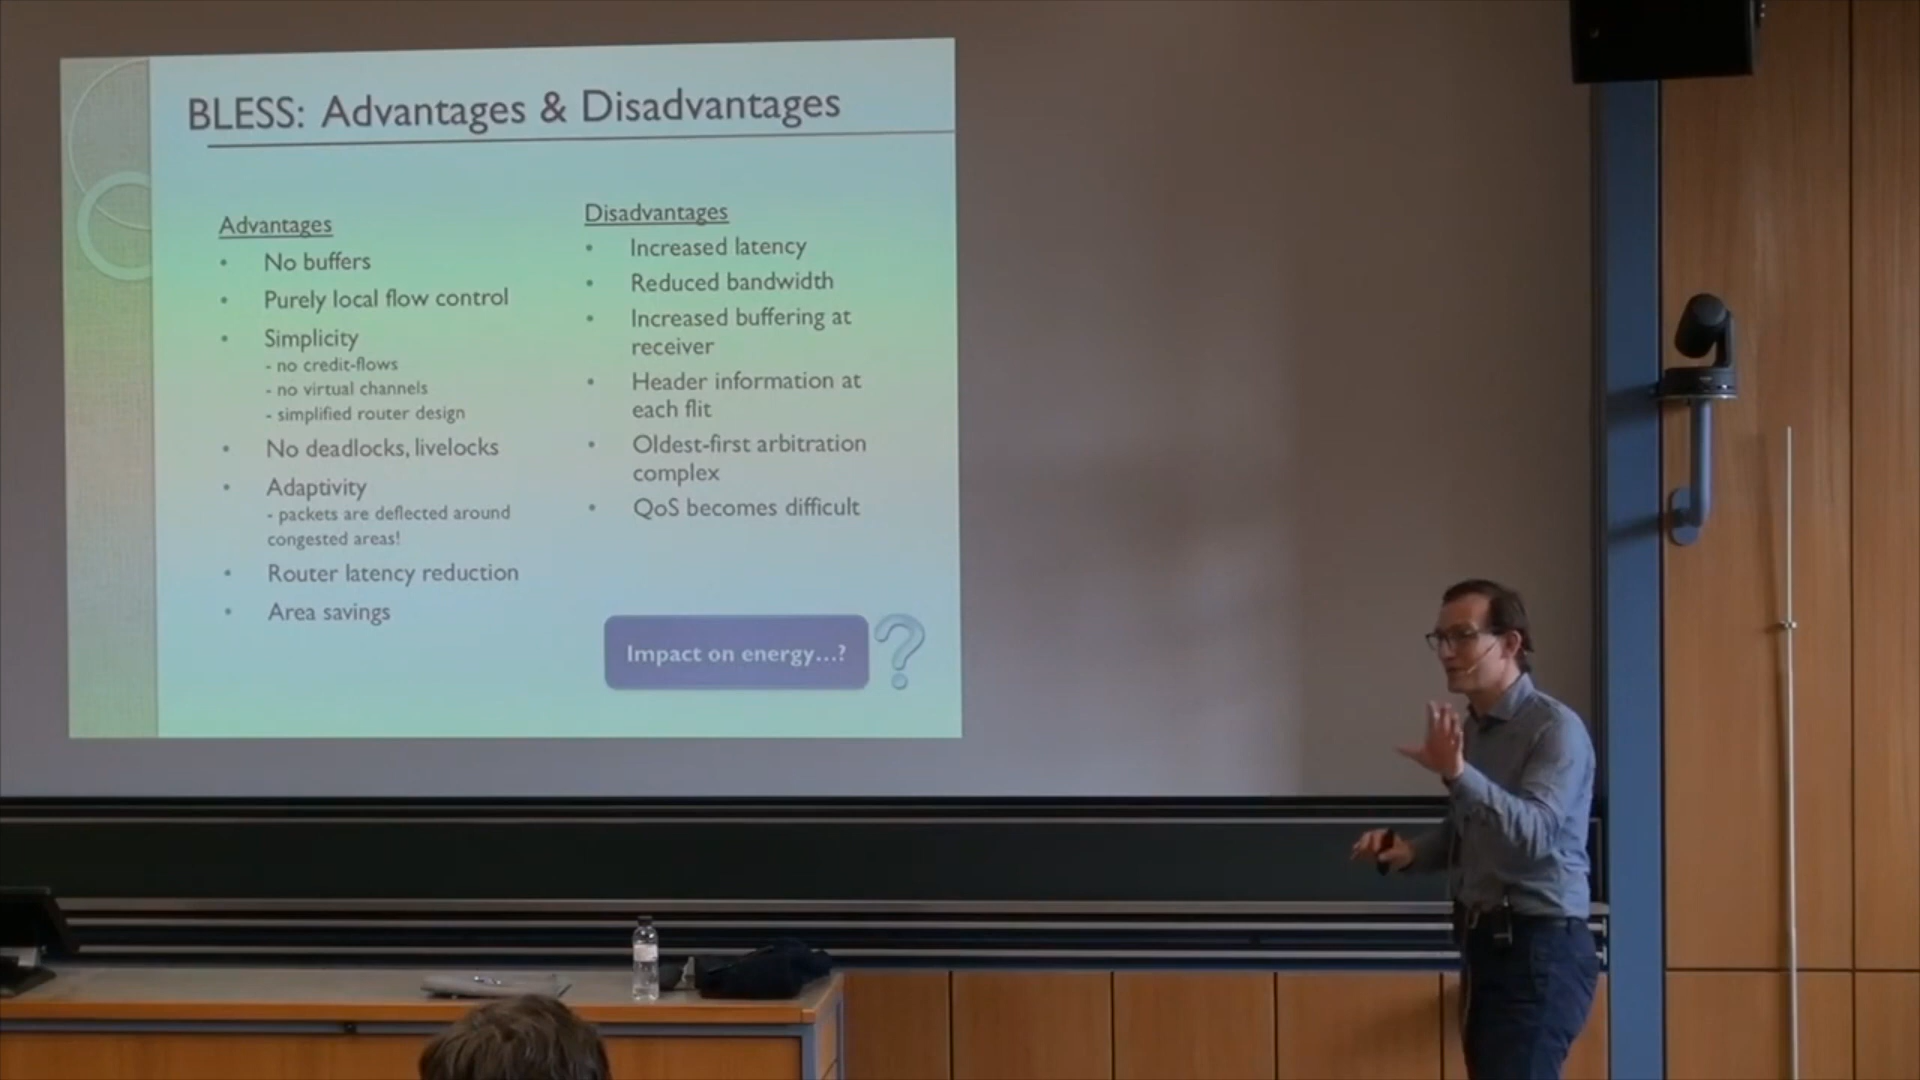 BLESS: Advantages & Disadvantages
Advantages
• No buffers
• Purely local flow control
• Simplicity
- no credit-flows
- no virtual channels
- simplified router design
• No deadlocks, livelocks
• Adaptivity
- packets are deflected around
congested areas!
• Router latency reduction
• Area savings
Disadvantages
• Increased latency
• Reduced bandwidth
• Increased buffering at
receiver
• Header information at
each flit
• Oldest-first arbitration
complex
• QoS becomes difficult
Impact on energy...?
?